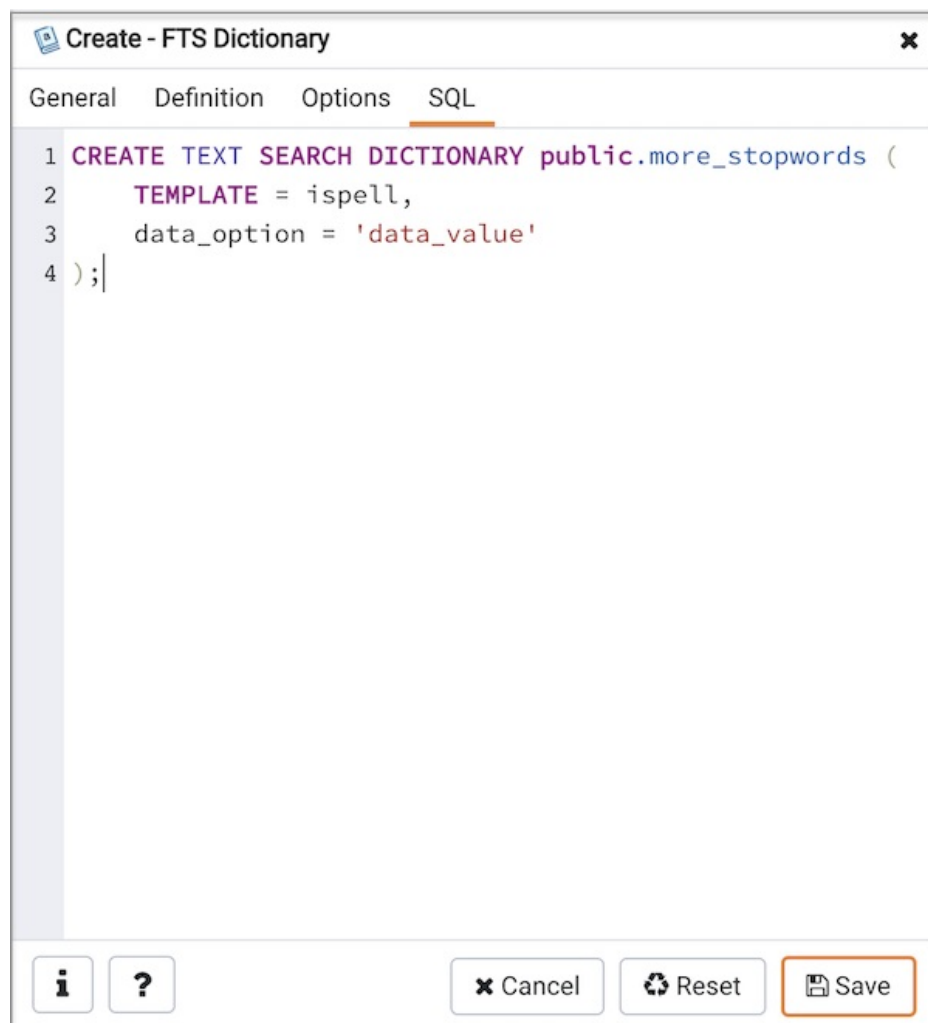 Create - FTS Dictionary
General Definition Options SQL
1 CREATE TEXT SEARCH DICTIONARY public.more_stopwords (
2     TEMPLATE = ispell,
3     data_option = 'data_value'
4 );
i ? Cancel Reset Save